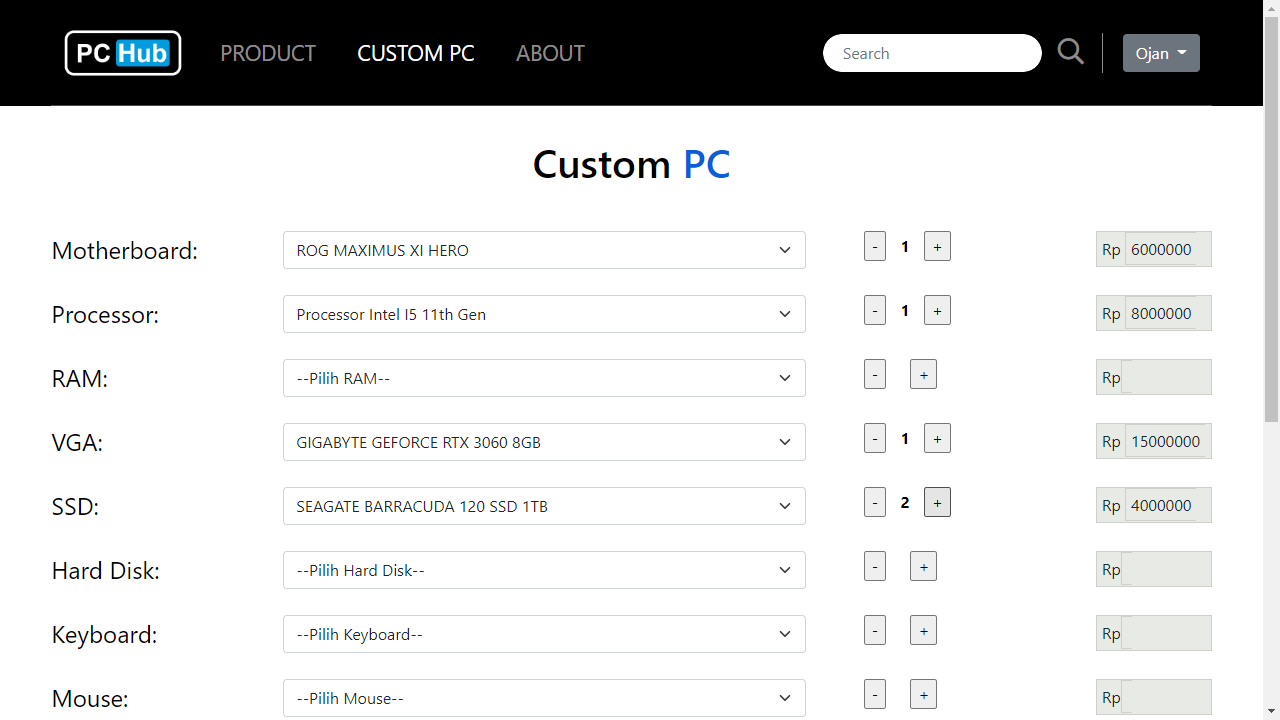 PC Hub PRODUCT CUSTOM PC ABOUT Search Ojan
Custom PC
Motherboard: ROG MAXIMUS XI HERO - 1 + Rp 6000000
Processor: Processor Intel I5 11th Gen - 1 + Rp 8000000
RAM: --Pilih RAM-- - + Rp
VGA: GIGABYTE GEFORCE RTX 3060 8GB - 1 + Rp 15000000
SSD: SEAGATE BARRACUDA 120 SSD 1TB - 2 + Rp 4000000
Hard Disk: --Pilih Hard Disk-- - + Rp
Keyboard: --Pilih Keyboard-- - + Rp
Mouse: --Pilih Mouse-- - + Rp